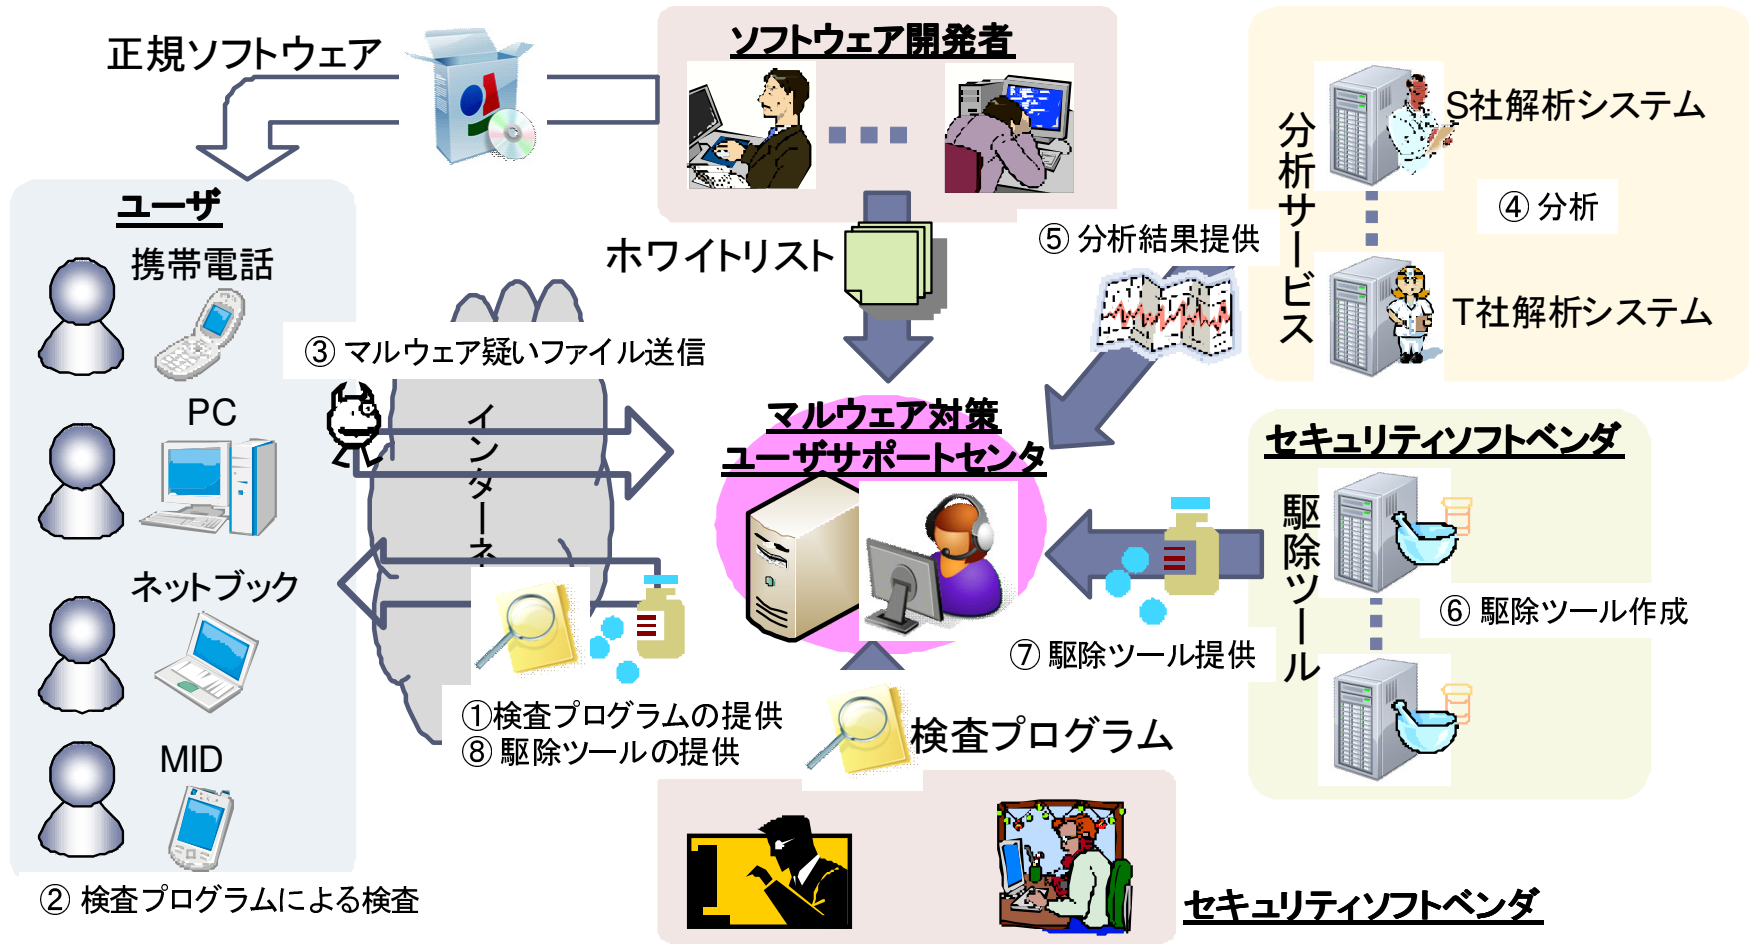 正規ソフトウェア
ソフトウェア開発者
S社解析システム
分析サービス
④ 分析
T社解析システム
ユーザ
携帯電話
ホワイトリスト
⑤ 分析結果提供
③ マルウェア疑いファイル送信
PC
インターネ
マルウェア対策
ユーザサポートセンタ
セキュリティソフトベンダ
駆除ツール
⑥ 駆除ツール作成
ネットブック
⑦ 駆除ツール提供
①検査プログラムの提供
⑧ 駆除ツールの提供
検査プログラム
MID
② 検査プログラムによる検査
セキュリティソフトベンダ